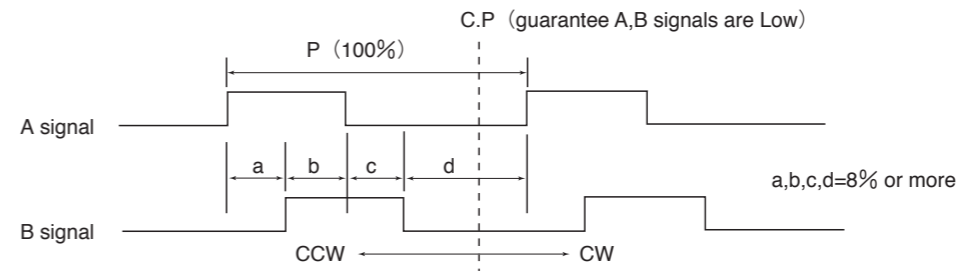 C.P（guarantee A,B signals are Low）
P（100%）
A signal
a b c d
a,b,c,d=8% or more
B signal
CCW CW